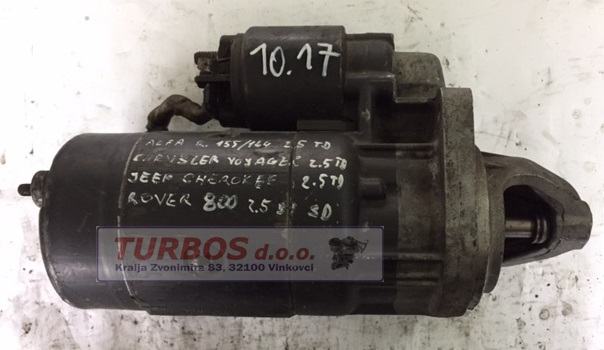 10.17
ALFA R. 155/164 2.5 TD
CHRYSLER VOYAGER 2.5 TD
JEEP CHEROKEE 2.5 TD
ROVER 800 2.5 SD
TURBOS d.o.o.
Kralja Zvonimira 83, 32100 Vinkovci